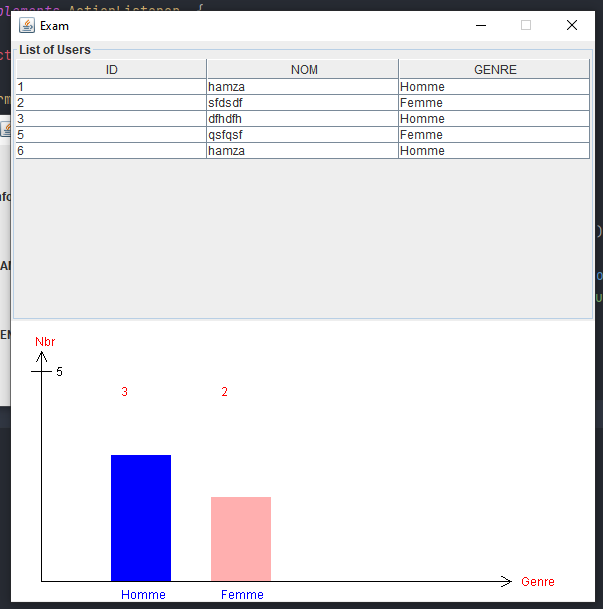 implements ActionListener {
Exam
List of Users
ID NOM GENRE
1 hamza Homme
2 sfdsdf Femme
3 dfhdfh Homme
5 qsfqsf Femme
6 hamza Homme
Nbr
5
3 2
Homme Femme
Genre